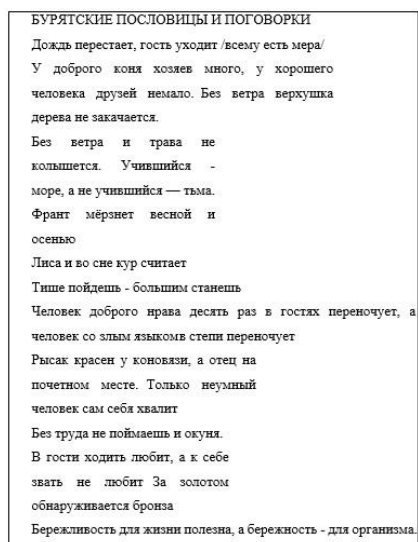 БУРЯТСКИЕ ПОСЛОВИЦЫ И ПОГОВОРКИ
Дождь перестает, гость уходит /всему есть мера/
У доброго коня хозяев много, у хорошего
человека друзей немало. Без ветра верхушка
дерева не закачается.
Без ветра и трава не
колышется. Учившийся -
море, а не учившийся — тьма.
Франт мёрзнет весной и
осенью
Лиса и во сне кур считает
Тише пойдешь - большим станешь
Человек доброго нрава десять раз в гостях переночует, а
человек со злым языкомв степи переночует
Рысак красен у коновязи, а отец на
почетном месте. Только неумный
человек сам себя хвалит
Без труда не поймаешь и окуня.
В гости ходить любит, а к себе
звать не любит За золотом
обнаруживается бронза
Бережливость для жизни полезна, а бережность - для организма.